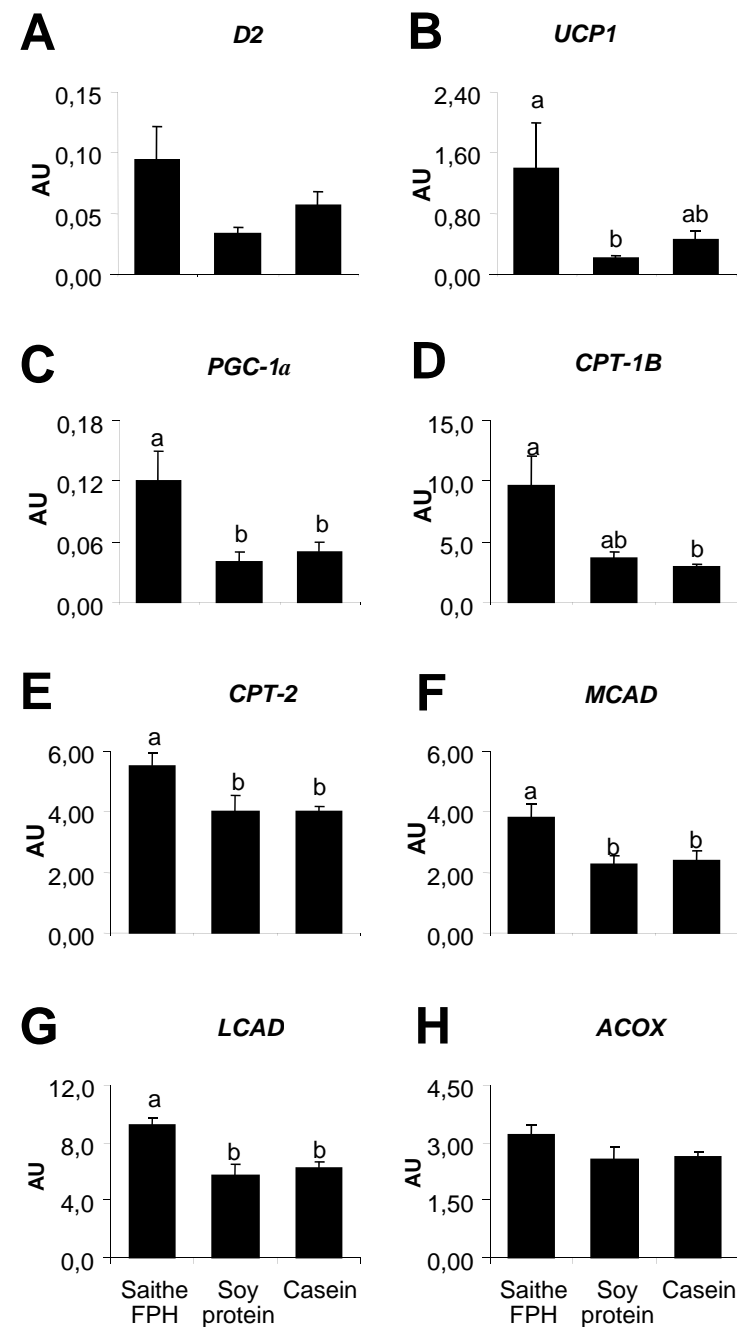 A
D2
0,15
0,10
0,05
0,00
AU
B
UCP1
2,40
1,60
0,80
0,00
AU
a
b
ab
C
PGC-1a
0,18
0,12
0,06
0,00
AU
a
b
b
D
CPT-1B
15,0
10,0
5,0
0,0
AU
a
ab
b
E
CPT-2
6,00
4,00
2,00
0,00
AU
a
b
b
F
MCAD
6,00
4,00
2,00
0,00
AU
a
b
b
G
LCAD
12,0
8,0
4,0
0,0
AU
a
b
b
Saithe
FPH
Soy
protein
Casein
H
ACOX
4,50
3,00
1,50
0,00
AU
Saithe
FPH
Soy
protein
Casein